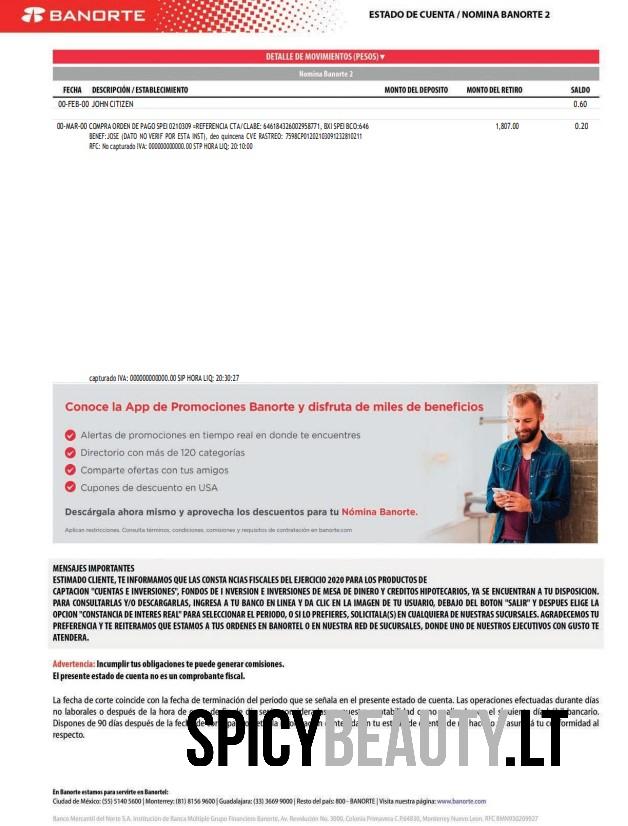 BANORTE
ESTADO DE CUENTA / NOMINA BANORTE 2
DETALLE DE MOVIMIENTOS (PESOS)▼
Nomina Banorte 2
FECHA DESCRIPCIÓN / ESTABLECIMIENTO MONTO DEL DEPOSITO MONTO DEL RETIRO SALDO
00-FEB-00 JOHN CITIZEN 0.60
00-MAR-00 COMPRA ORDEN DE PAGO SPEI 0210309 =REFERENCIA CTA/CLABE: 646184326002958771, BXI SPEI BCO:646 1,807.00 0.20
BENEF:JOSE (DATO NO VERIF POR ESTA INST), deo quincena CVE RASTREO: 7598CP01202103091232810211
RFC: No capturado IVA: 000000000000.00 STP HORA LIQ: 20:10:00
capturado IVA: 000000000000.00 SIP HORA LIQ: 20:30:27
Conoce la App de Promociones Banorte y disfruta de miles de beneficios
Alertas de promociones en tiempo real en donde te encuentres
Directorio con más de 120 categorías
Comparte ofertas con tus amigos
Cupones de descuento en USA
Descárgala ahora mismo y aprovecha los descuentos para tu Nómina Banorte.
Aplican restricciones. Consulta términos, condiciones, comisiones y requisitos de contratación en banorte.com
MENSAJES IMPORTANTES
ESTIMADO CLIENTE, TE INFORMAMOS QUE LAS CONSTA NCIAS FISCALES DEL EJERCICIO 2020 PARA LOS PRODUCTOS DE
CAPTACION "CUENTAS E INVERSIONES", FONDOS DE I NVERSION E INVERSIONES DE MESA DE DINERO Y CREDITOS HIPOTECARIOS, YA SE ENCUENTRAN A TU DISPOSICION.
PARA CONSULTARLAS Y/O DESCARGARLAS, INGRESA A TU BANCO EN LINEA Y DA CLIC EN LA IMAGEN DE TU USUARIO, DEBAJO DEL BOTON "SALIR" Y DESPUES ELIGE LA
OPCION "CONSTANCIA DE INTERES REAL" PARA SELECCIONAR EL PERIODO, O SI LO PREFIERES, SOLICITALA(S) EN CUALQUIERA DE NUESTRAS SUCURSALES. AGRADECEMOS TU
PREFERENCIA Y TE REITERAMOS QUE ESTAMOS A TUS ORDENES EN BANORTEL O EN NUESTRA RED DE SUCURSALES, DONDE UNO DE NUESTROS EJECUTIVOS CON GUSTO TE
ATENDERA.
Advertencia: Incumplir tus obligaciones te puede generar comisiones.
El presente estado de cuenta no es un comprobante fiscal.
La fecha de corte coincide con la fecha de terminación del periodo que se señala en el presente estado de cuenta. Las operaciones efectuadas durante días
no laborales o después de la hora de bancario.
Dispones de 90 días después de la tu estado de cuenta al
respecto.
SPICYBEAUTY.LT
En Banorte estamos para servirte en Banortel:
Ciudad de México: (55) 5140 5600 | Monterrey: (81) 8156 9600 | Guadalajara: (33) 3669 9000 | Resto del país: 800 - BANORTE | Visita nuestra página: www.banorte.com
Banco Mercantil del Norte S.A. Institución de Banca Múltiple Grupo Financiero Banorte, Av. Revolución No. 3000, Colonia Primavera C.P.64830, Monterrey Nuevo Leon. RFC BMN930209927